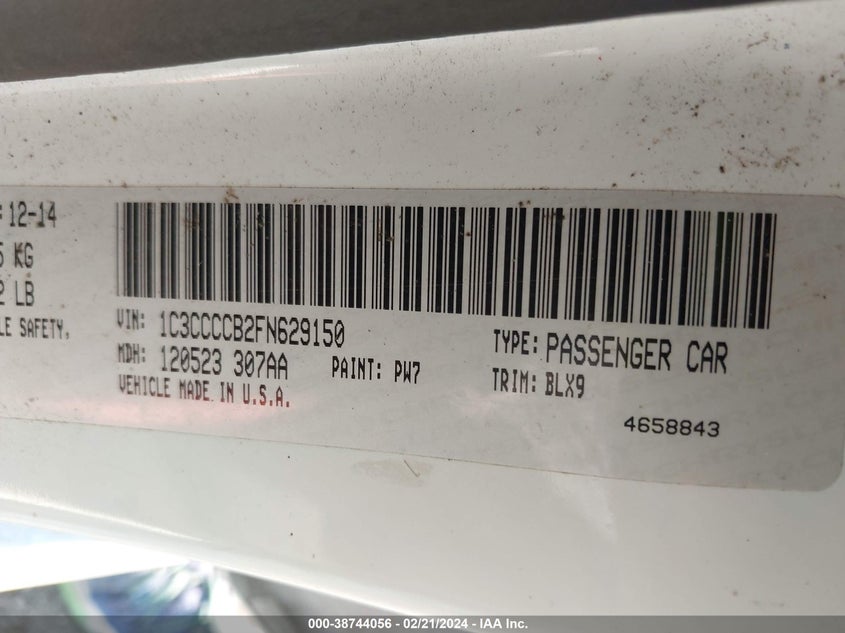 : 12-14
KG
LB
LE SAFETY,
VIN: 1C3CCCCB2FN629150
MDH: 120523 307AA PAINT: PW7
VEHICLE MADE IN U.S.A.
TYPE: PASSENGER CAR
TRIM: BLX9
4658843
000-38744056 - 02/21/2024 - IAA Inc.